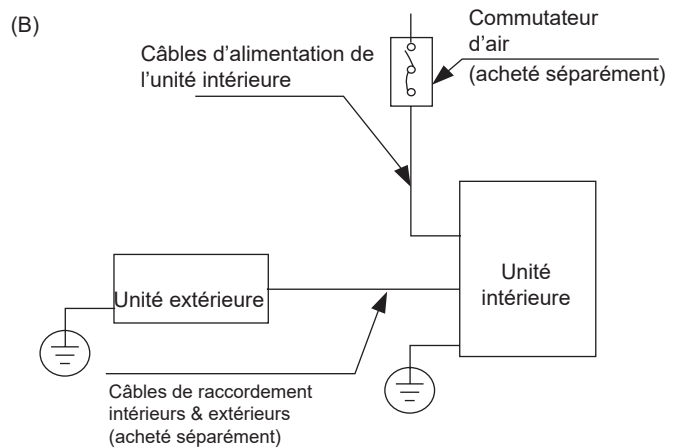 (B)
Câbles d’alimentation de
l’unité intérieure
Commutateur
d’air
(acheté séparément)
Unité extérieure
Unité
intérieure
Câbles de raccordement
intérieurs & extérieurs
(acheté séparément)